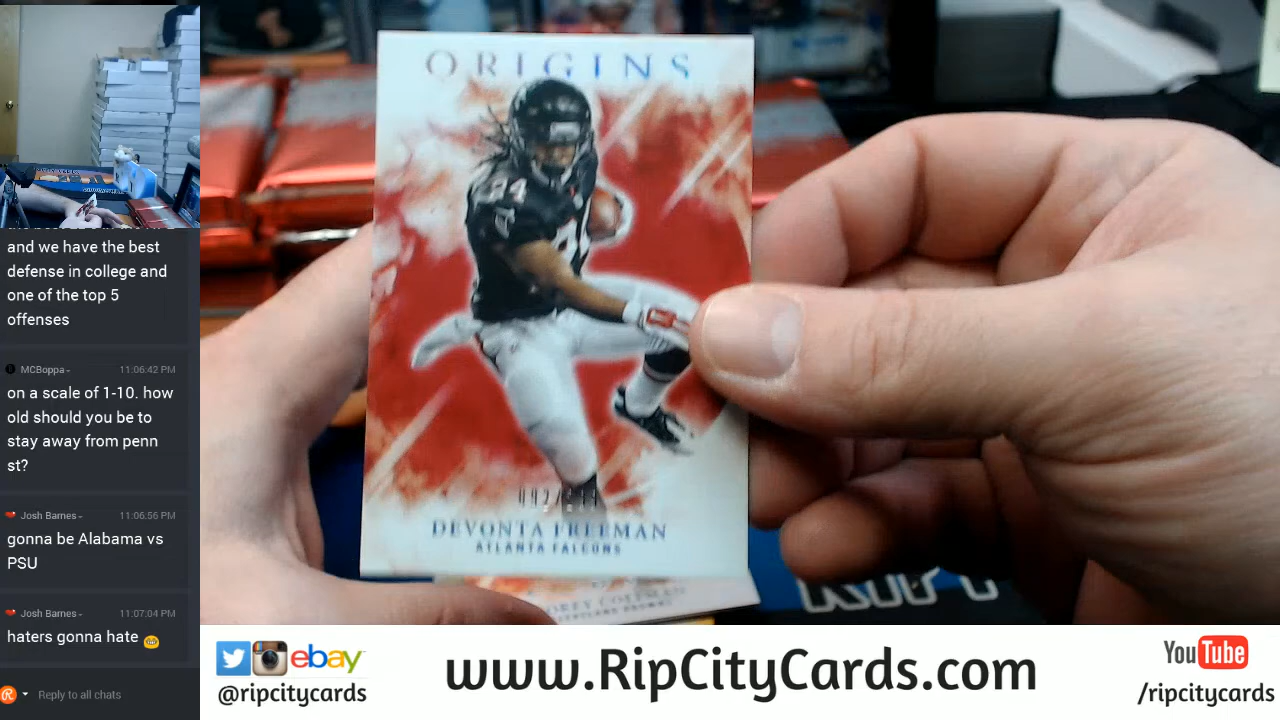 ORIGINS
24
DEVONTA FREEMAN
ATLANTA FALCONS
and we have the best
defense in college and
one of the top 5
offenses
MCBoppa - 11:06:42 PM
on a scale of 1-10. how
old should you be to
stay away from penn
st?
Josh Barnes - 11:06:56 PM
gonna be Alabama vs
PSU
Josh Barnes - 11:07:04 PM
haters gonna hate
Reply to all chats
ebay
@ripcitycards
www.RipCityCards.com
YouTube
/ripcitycards